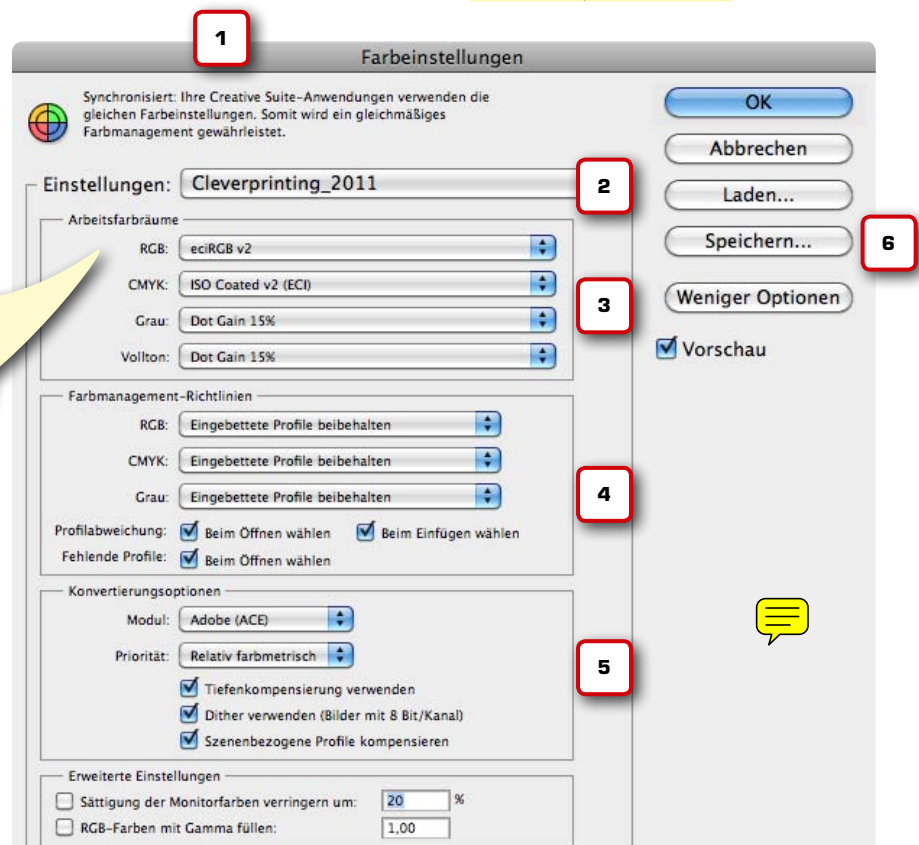 1
Farbeinstellungen
Synchronisiert: Ihre Creative Suite-Anwendungen verwenden die
gleichen Farbeinstellungen. Somit wird ein gleichmäßiges
Farbmanagement gewährleistet.
OK
Abbrechen
Einstellungen: Cleverprinting_2011
2
Laden...
Arbeitsfarbräume
RGB: eciRGB v2
Speichern...
6
CMYK: ISO Coated v2 (ECI)
3
Weniger Optionen
Grau: Dot Gain 15%
Vollton: Dot Gain 15%
Vorschau
Farbmanagement-Richtlinien
RGB: Eingebettete Profile beibehalten
CMYK: Eingebettete Profile beibehalten
Grau: Eingebettete Profile beibehalten
4
Profilabweichung: Beim Öffnen wählen Beim Einfügen wählen
Fehlende Profile: Beim Öffnen wählen
Konvertierungsoptionen
Modul: Adobe (ACE)
Priorität: Relativ farbmetrisch
5
Tiefenkompensierung verwenden
Dither verwenden (Bilder mit 8 Bit/Kanal)
Szenenbezogene Profile kompensieren
Erweiterte Einstellungen
Sättigung der Monitorfarben verringern um: 20 %
RGB-Farben mit Gamma füllen: 1,00